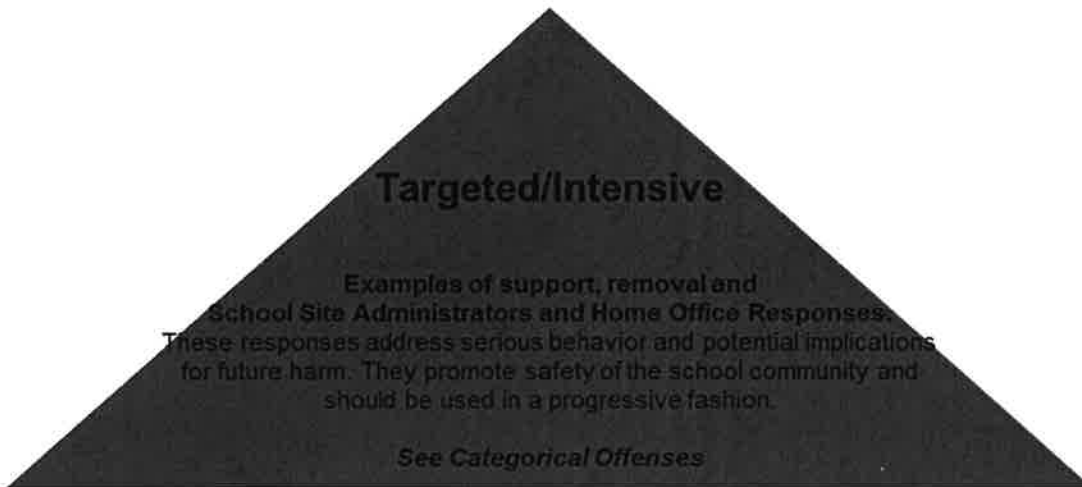 Targeted/Intensive
Examples of support, removal and
School Site Administrators and Home Office Responses.
These responses address serious behavior and potential implications
for future harm. They promote safety of the school community and
should be used in a progressive fashion.
See Categorical Offenses